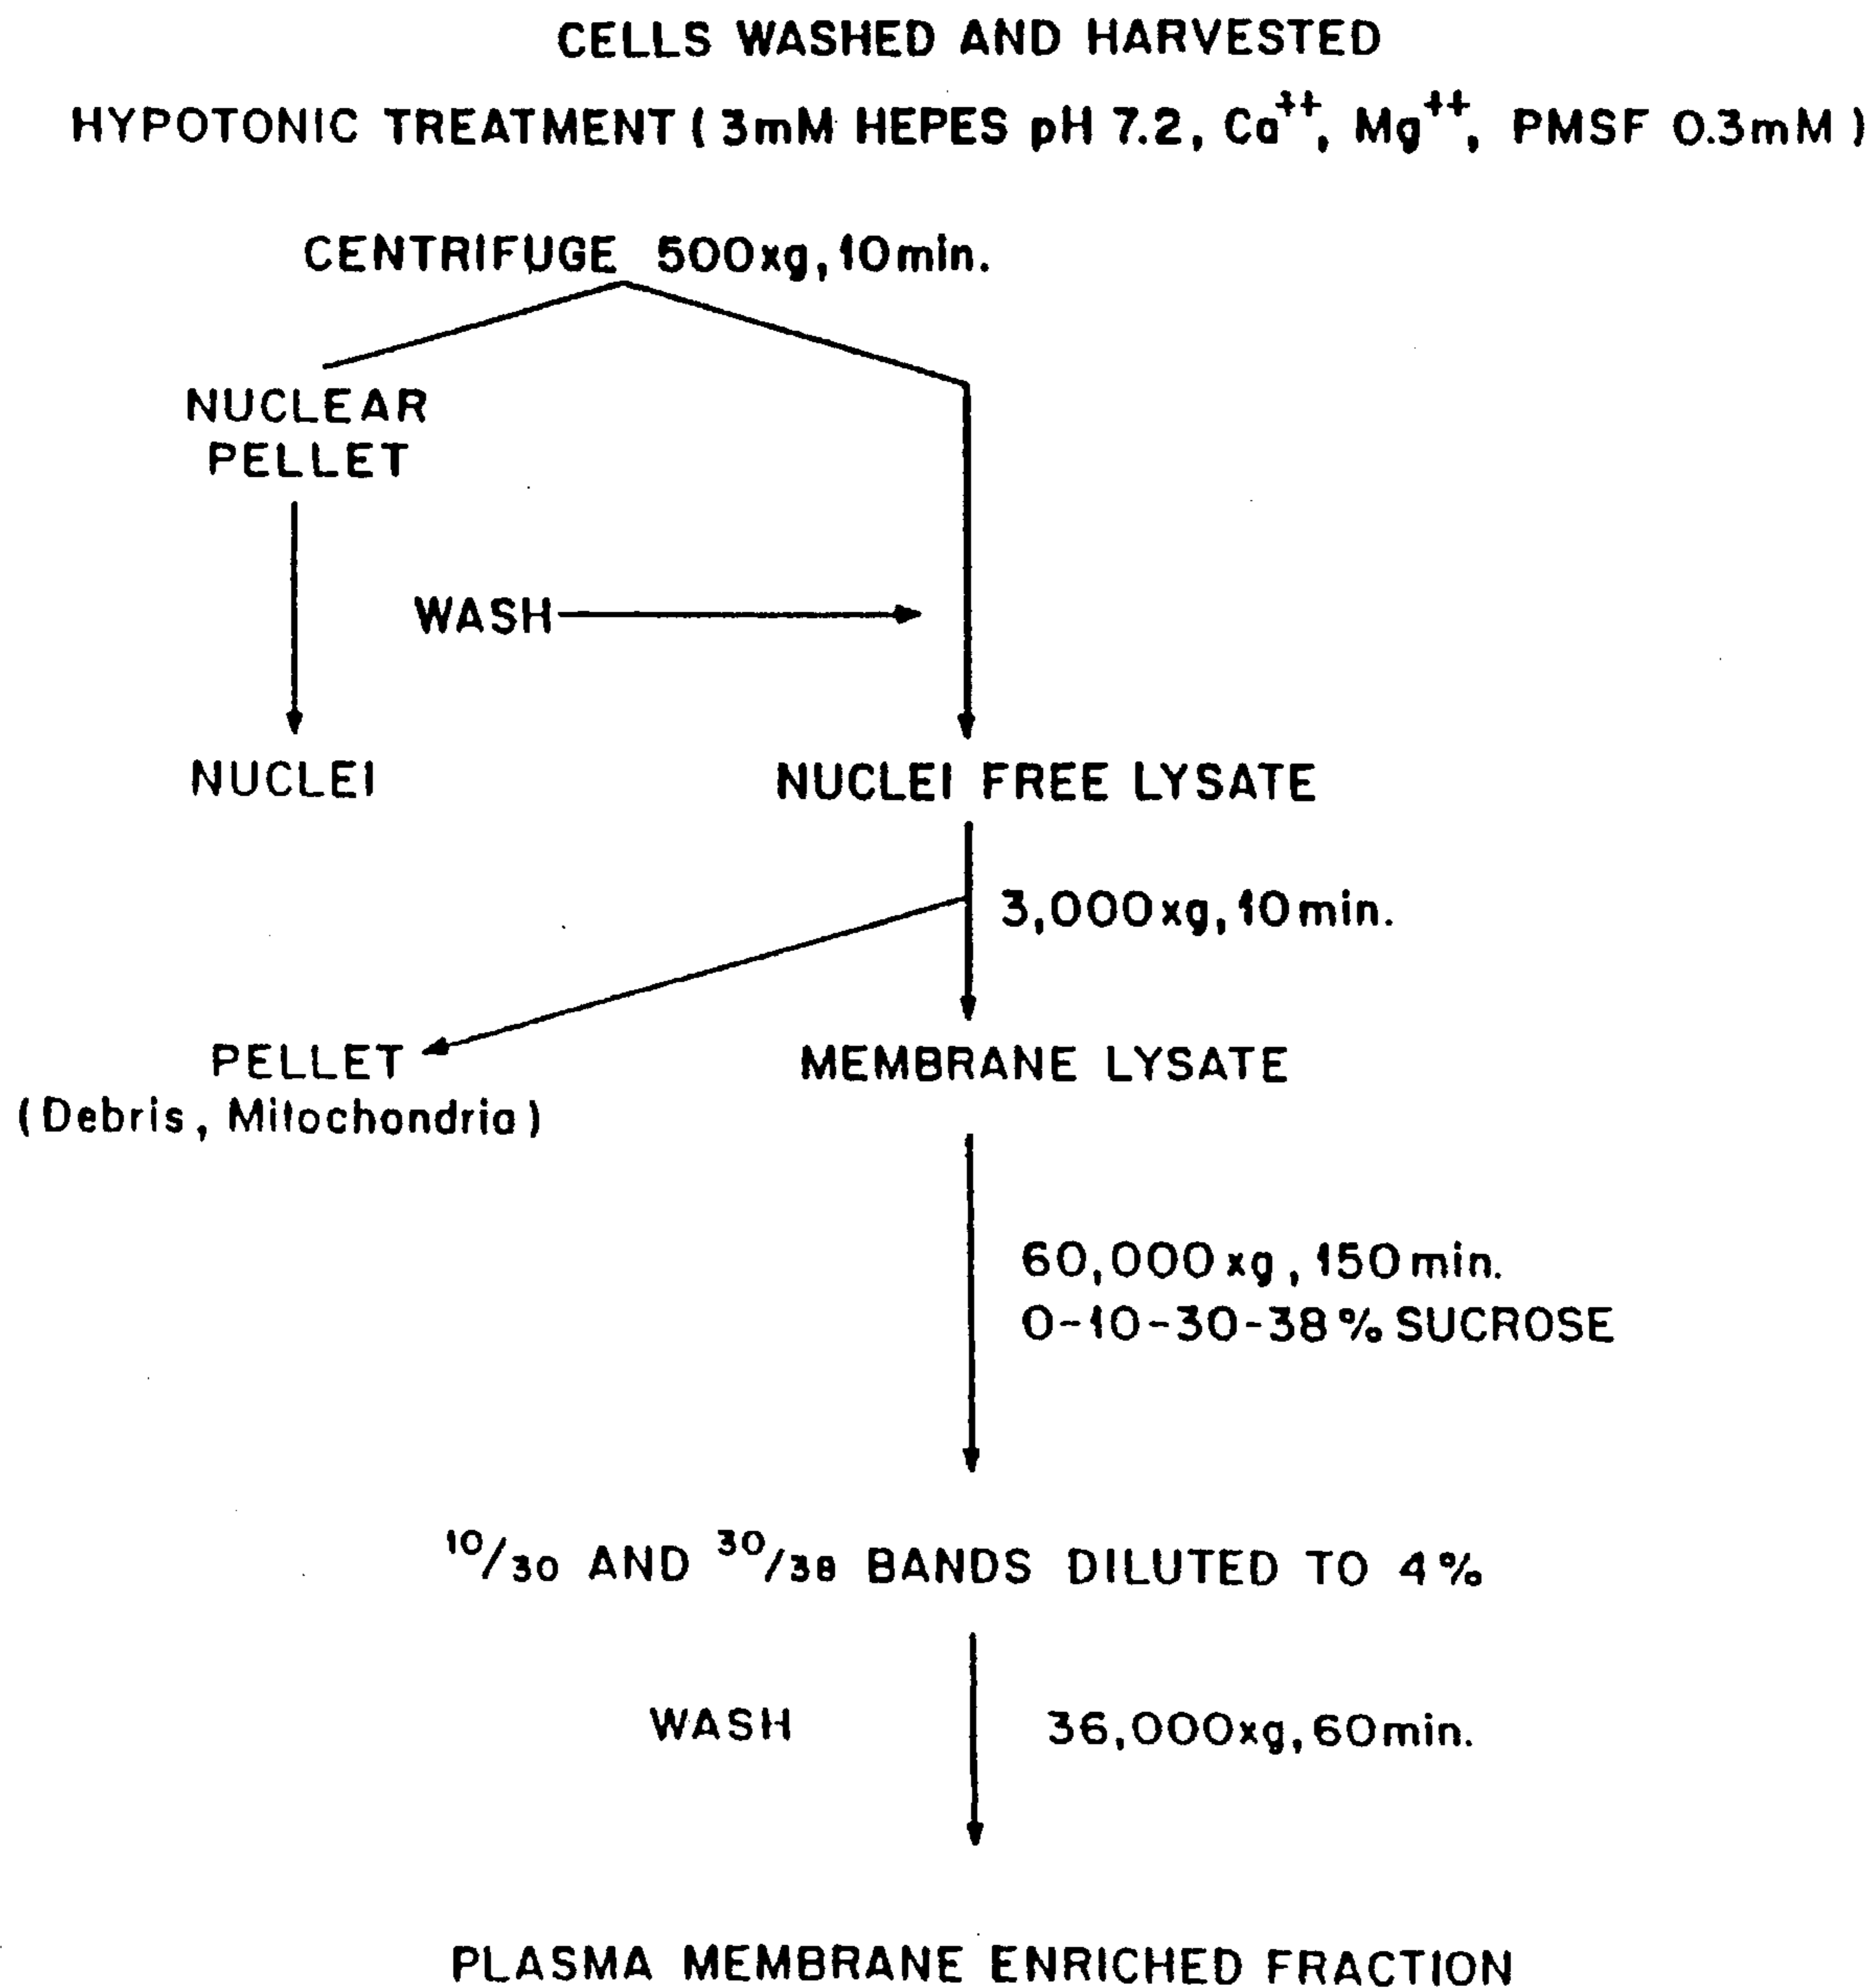 CELLS WASHED AND HARVESTED
HYPOTONIC TREATMENT ( 3mM HEPES pH 7.2, Ca⁺⁺, Mg⁺⁺, PMSF 0.3mM )
CENTRIFUGE 500xg, 10min.
NUCLEAR
PELLET
WASH
NUCLEI
NUCLEI FREE LYSATE
3,000xg, 10min.
PELLET
MEMBRANE LYSATE
(Debris, Mitochondria)
60,000xg, 150min.
0-10-30-38% SUCROSE
10/30 AND 30/38 BANDS DILUTED TO 4%
WASH
36,000xg, 60min.
PLASMA MEMBRANE ENRICHED FRACTION